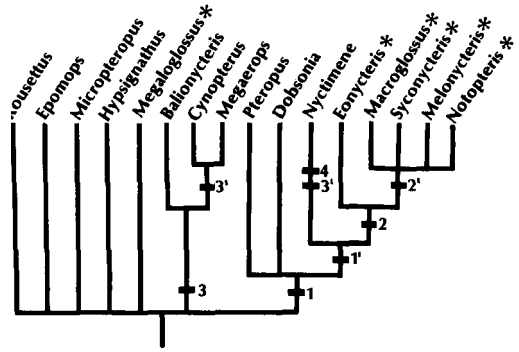 ousettus
Epomops
Micropteropus
Hypsignathus
Megaloglossus*
Balionycteris
Cynopterus
Megaerops
Pteropus
Dobsonia
Nyctimene
Eonycteris*
Macroglossus*
Syconycteris*
Melonycteris*
Notopteris*
4
3'
3'
2'
2
1'
3
1